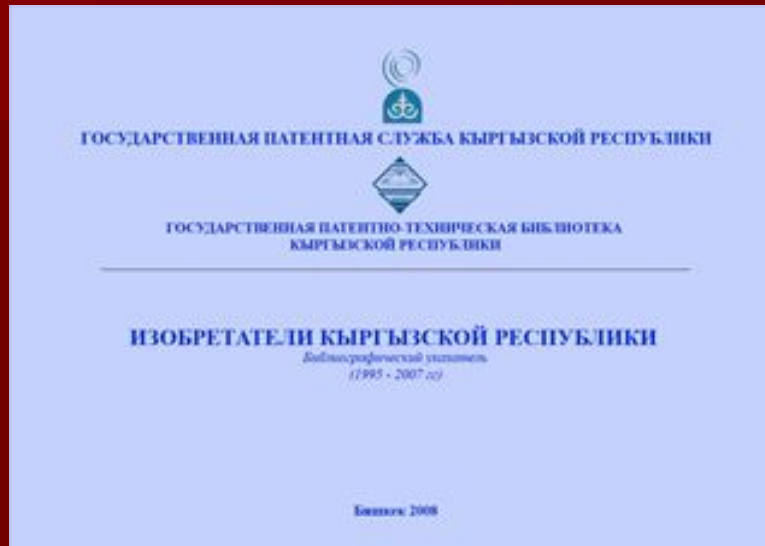 ГОСУДАРСТВЕННАЯ ПАТЕНТНАЯ СЛУЖБА КЫРГЫЗСКОЙ РЕСПУБЛИКИ
ГОСУДАРСТВЕННАЯ ПАТЕНТНО-ТЕХНИЧЕСКАЯ БИБЛИОТЕКА
КЫРГЫЗСКОЙ РЕСПУБЛИКИ
ИЗОБРЕТАТЕЛИ КЫРГЫЗСКОЙ РЕСПУБЛИКИ
Библиографический указатель
(1995 - 2007 гг)
Бишкек 2008